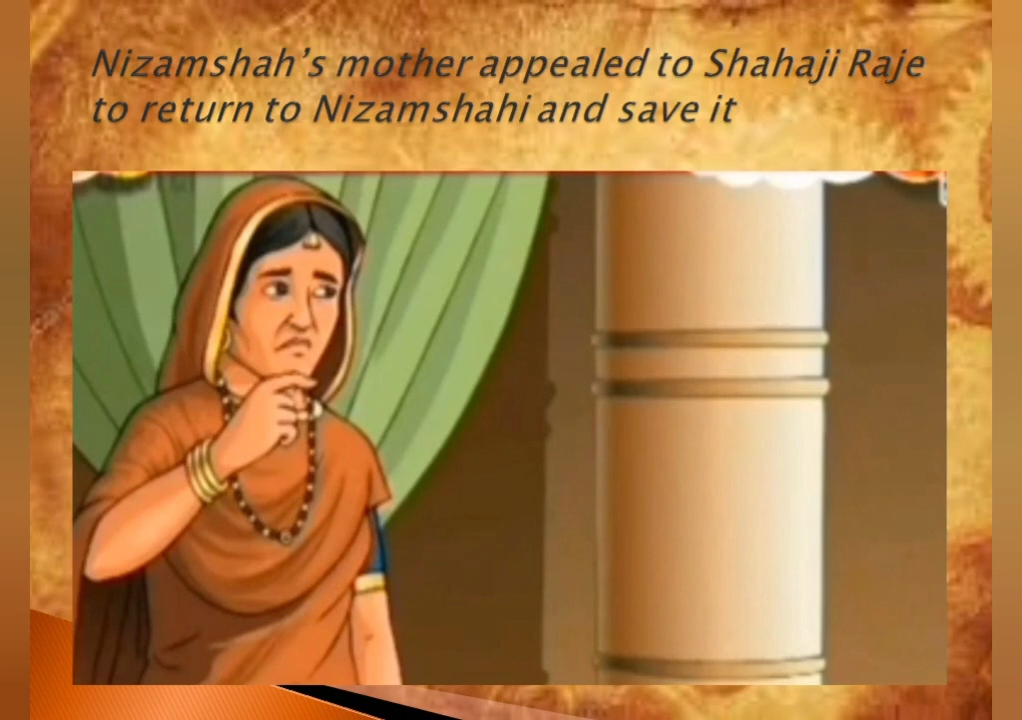 Nizamshah’s mother appealed to Shahaji Raje
to return to Nizamshahi and save it